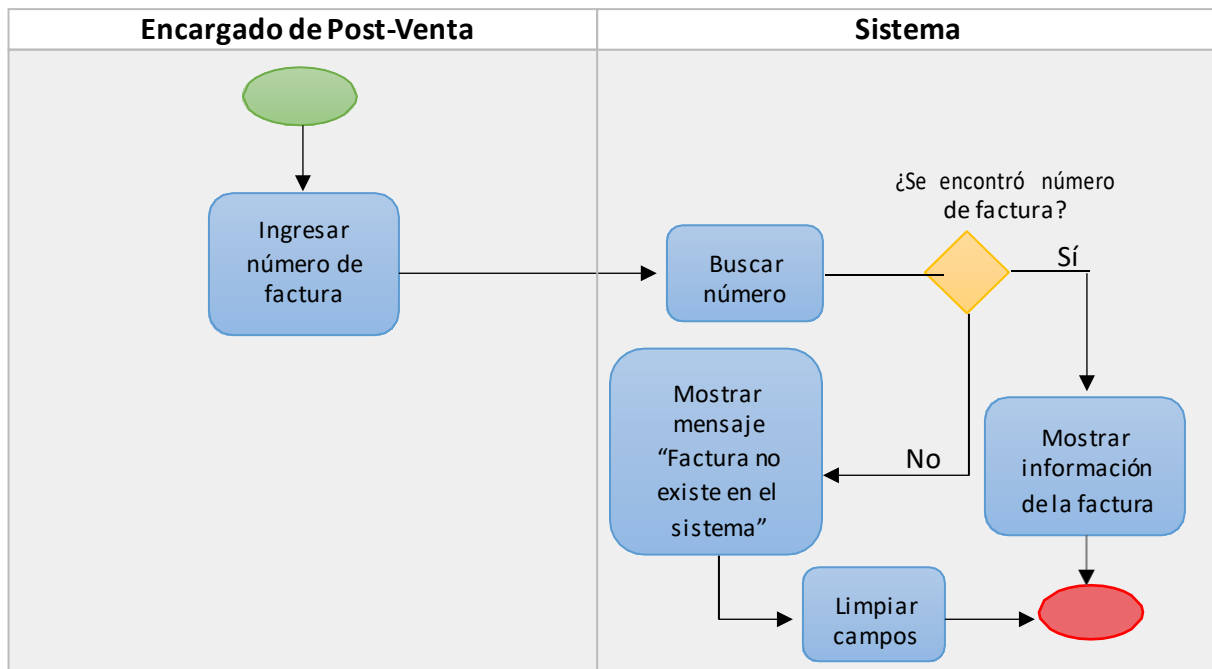 Encargado de Post-Venta
Sistema
Ingresar
número de
factura
Buscar
número
¿Se encontró número
de factura?
Sí
No
Mostrar
mensaje
“Factura no
existe en el
sistema”
Mostrar
información
de la factura
Limpiar
campos